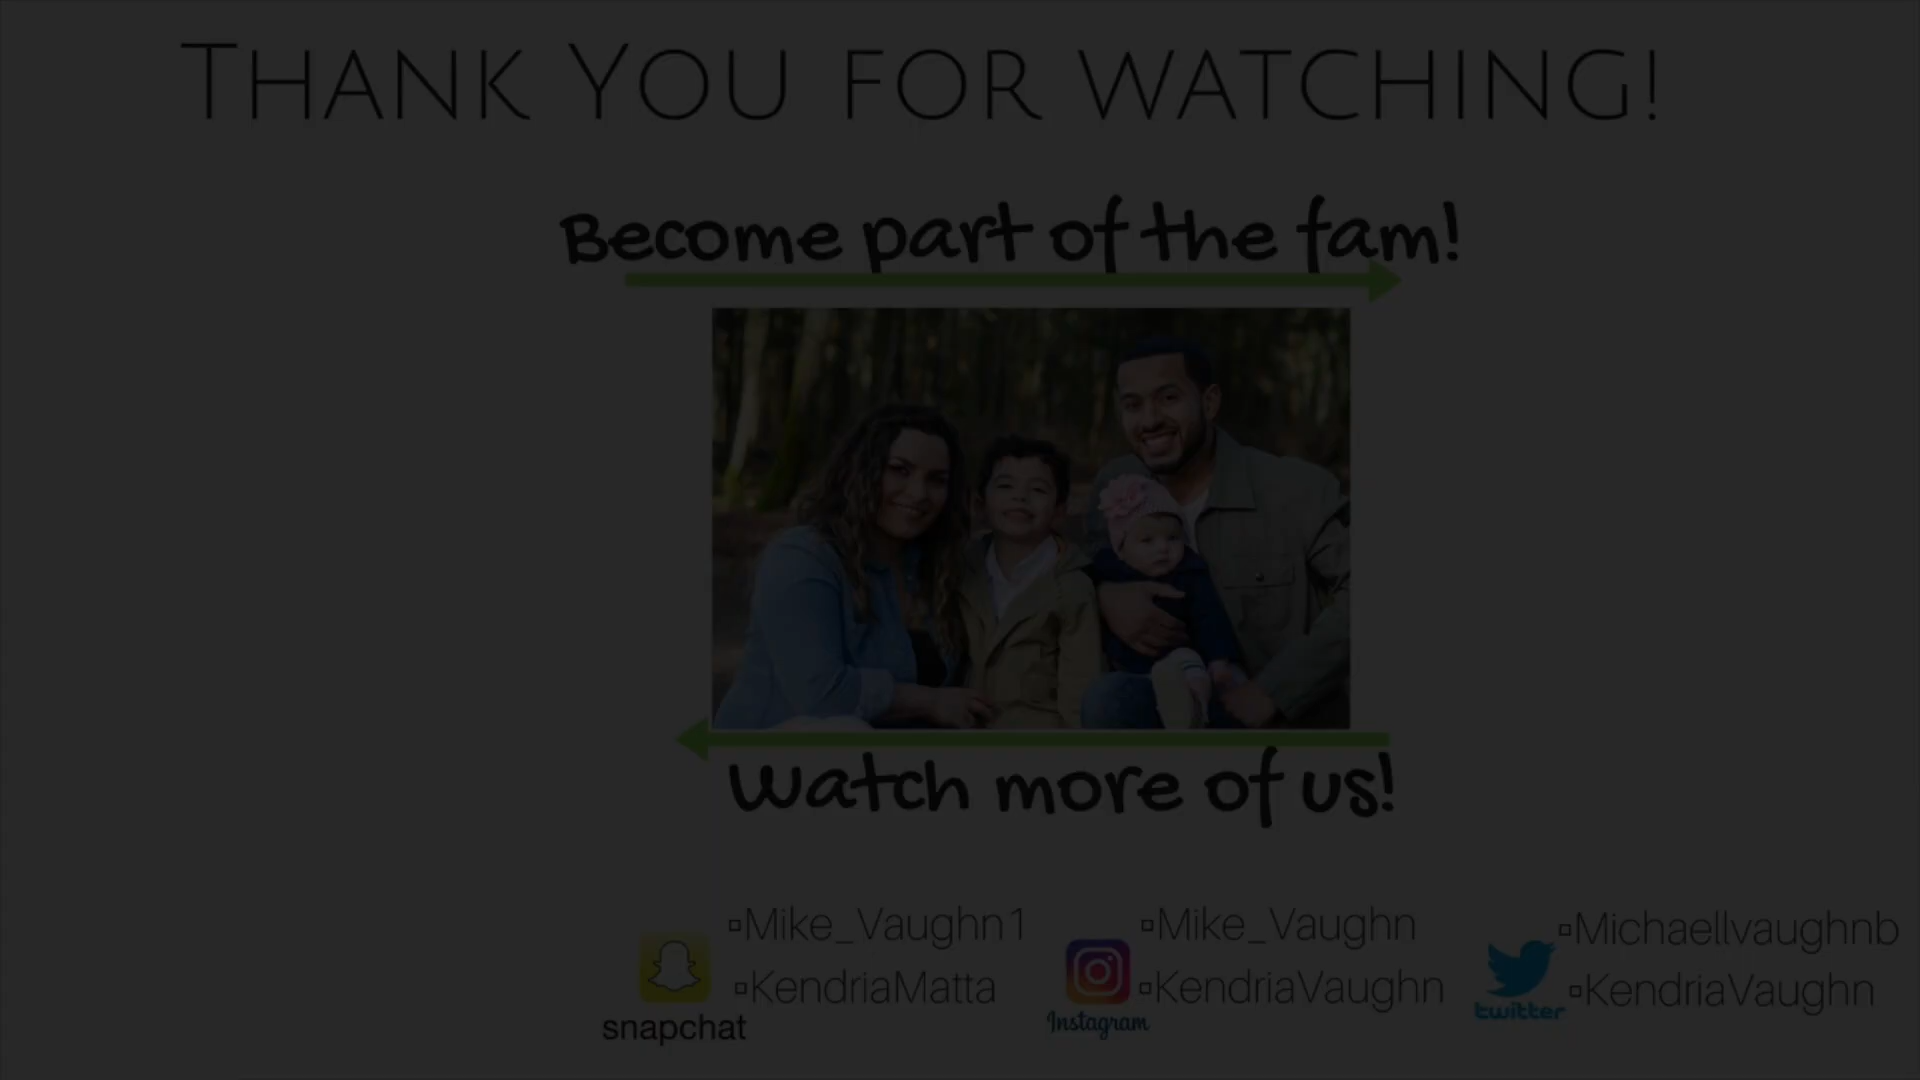 THANK YOU FOR WATCHING!
Become part of the fam!
Watch more of us!
▫Mike_Vaughn1
▫KendriaMatta
snapchat
▫Mike_Vaughn
▫KendriaVaughn
Instagram
▫Michaellvaughnb
▫KendriaVaughn
twitter